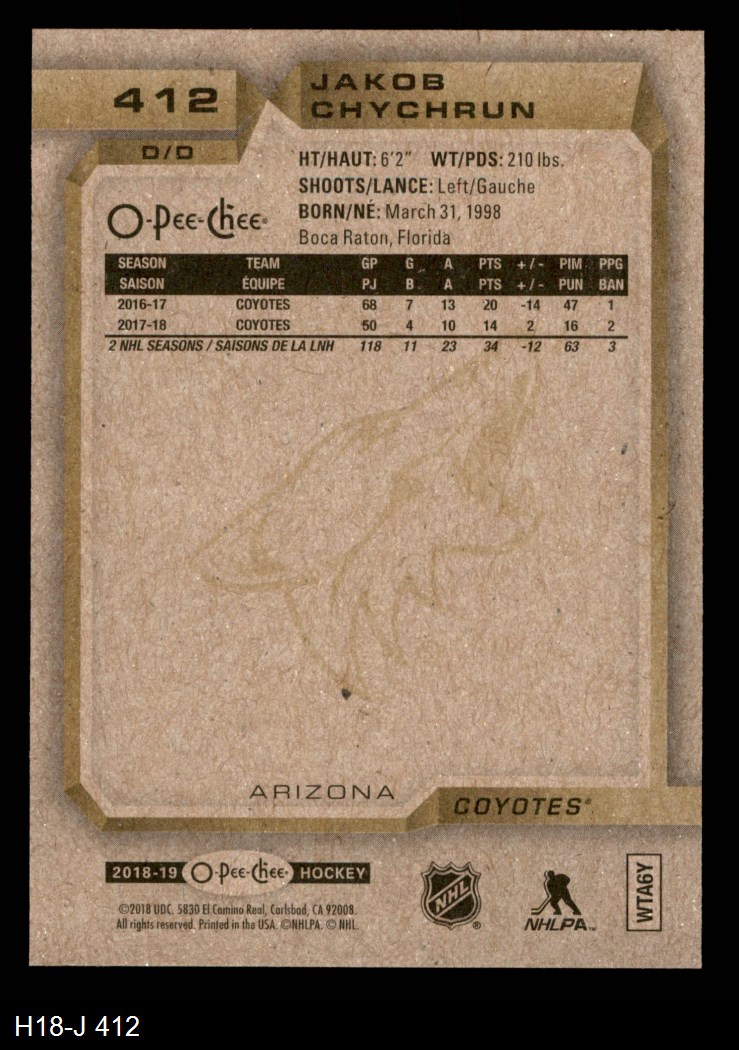 412
JAKOB
CHYCHRUN
D/D
HT/HAUT: 6'2" WT/PDS: 210 lbs.
SHOOTS/LANCE: Left/Gauche
BORN/NÉ: March 31, 1998
Boca Raton, Florida
O-Pee-Chee®
SEASON TEAM GP G A PTS +/- PIM PPG
SAISON ÉQUIPE PJ B A PTS +/- PUN BAN
2016-17 COYOTES 68 7 13 20 -14 47 1
2017-18 COYOTES 50 4 10 14 2 16 2
2 NHL SEASONS / SAISONS DE LA LNH 118 11 23 34 -12 63 3
ARIZONA COYOTES®
2018-19 O-Pee-Chee® HOCKEY
©2018 UDC. 5830 El Camino Real, Carlsbad, CA 92008.
All rights reserved. Printed in the USA. ©NHLPA. © NHL.
NHL®
NHLPA™
WTA6Y
H18-J 412